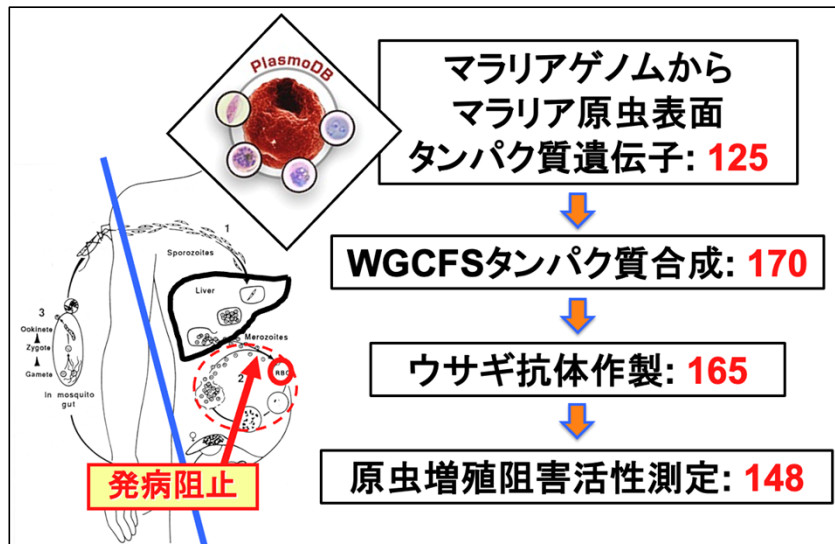 PlasmoDB
マラリアゲノムから
マラリア原虫表面
タンパク質遺伝子: 125
WGCFSタンパク質合成: 170
ウサギ抗体作製: 165
原虫増殖阻害活性測定: 148
1
Sporozoites
Liver
Merozoites
RBC
2
3
Ookinete
Zygote
Gamete
in mosquito
gut
♀
発病阻止